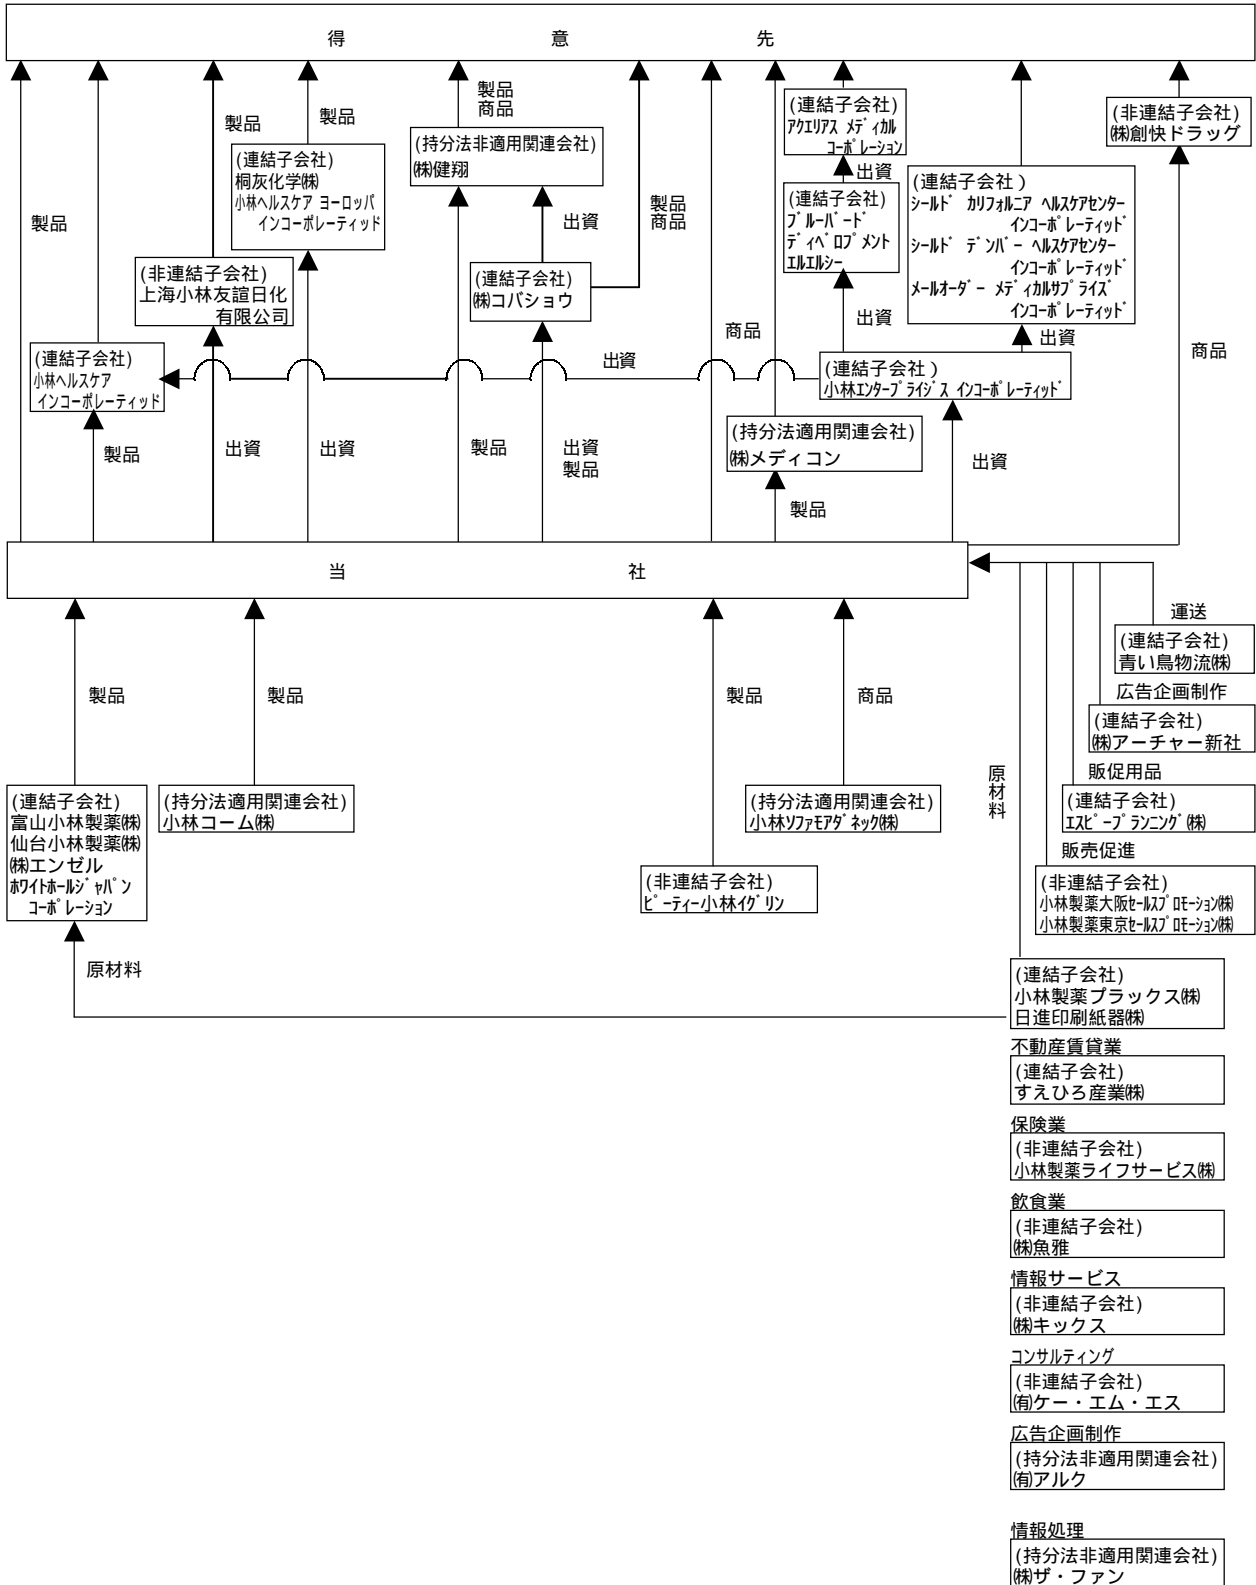 得意先
製品
製品
商品
(連結子会社)
アクエリアス メディカル
コーポレーション
(非連結子会社)
㈱創快ドラッグ
製品
製品
(持分法非適用関連会社)
㈱健翔
(連結子会社)
桐灰化学㈱
小林ヘルスケア ヨーロッパ
インコーポレーティッド
出資
(連結子会社)
ブルーバード
ディベロプメント
エルエルシー
(連結子会社)
シールド カリフォルニア ヘルスケアセンター
インコーポレーティッド
シールド デンバー ヘルスケアセンター
インコーポレーティッド
メールオーダー メディカルサプライズ
インコーポレーティッド
製品
出資
製品
商品
(非連結子会社)
上海小林友誼日化
有限公司
(連結子会社)
㈱コバショウ
出資
商品
出資
商品
(連結子会社)
小林ヘルスケア
インコーポレーティッド
出資
(連結子会社)
小林エンタープライジス インコーポレーティッド
製品
出資
出資
製品
出資
製品
(持分法適用関連会社)
㈱メディコン
出資
製品
当社
運送
(連結子会社)
青い鳥物流㈱
製品
製品
製品
商品
広告企画制作
(連結子会社)
㈱アーチャー新社
原材料
販促用品
(連結子会社)
エスピープランニング㈱
(連結子会社)
富山小林製薬㈱
仙台小林製薬㈱
㈱エンゼル
ホワイトホールジャパン
コーポレーション
(持分法適用関連会社)
小林コーム㈱
(持分法適用関連会社)
小林ソファモアダネック㈱
販売促進
(非連結子会社)
小林製薬大阪セールスプロモーション㈱
小林製薬東京セールスプロモーション㈱
(非連結子会社)
ピーティー小林イグリン
原材料
(連結子会社)
小林製薬プラックス㈱
日進印刷紙器㈱
不動産賃貸業
(連結子会社)
すえひろ産業㈱
保険業
(非連結子会社)
小林製薬ライフサービス㈱
飲食業
(非連結子会社)
㈱魚雅
情報サービス
(非連結子会社)
㈱キックス
コンサルティング
(非連結子会社)
㈲ケー・エム・エス
広告企画制作
(持分法非適用関連会社)
㈲アルク
情報処理
(持分法非適用関連会社)
㈱ザ・ファン